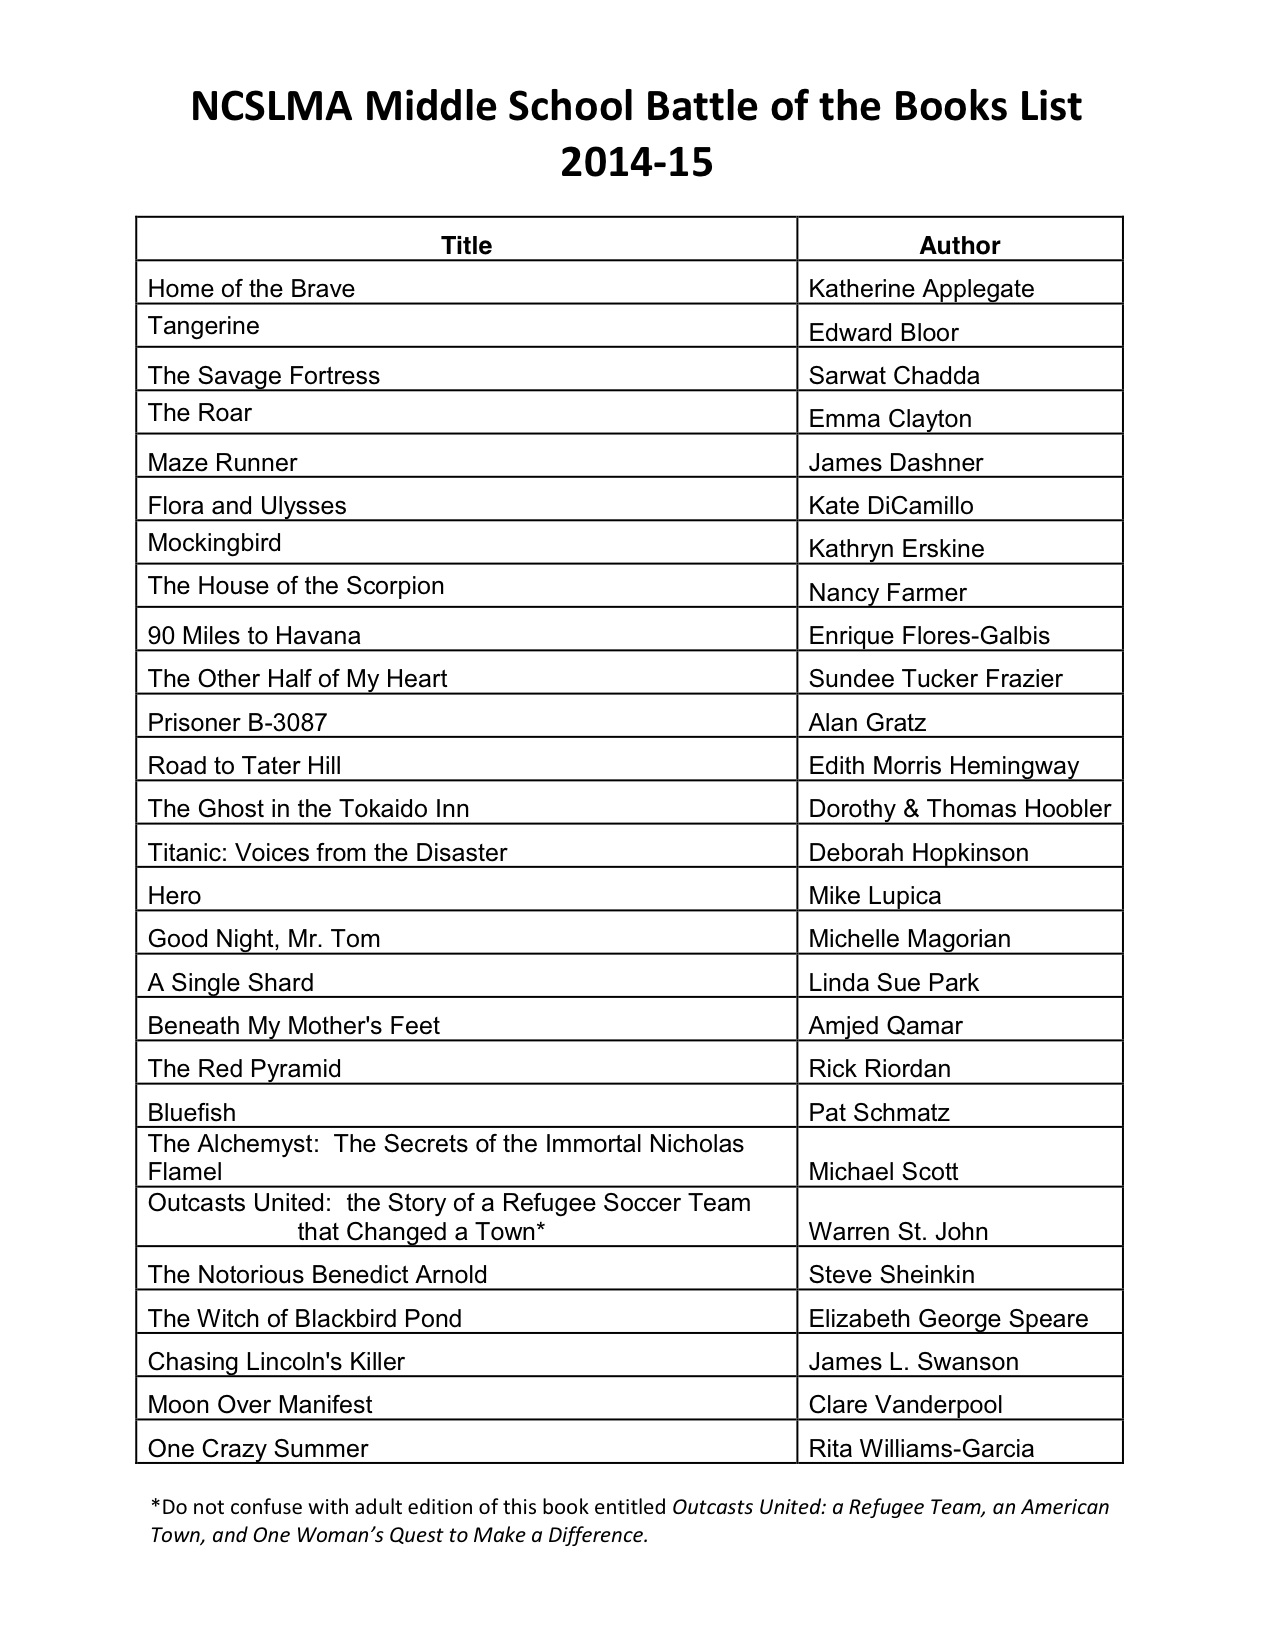 NCSLMA Middle School Battle of the Books List
2014-15
Title Author
Home of the Brave Katherine Applegate
Tangerine Edward Bloor
The Savage Fortress Sarwat Chadda
The Roar Emma Clayton
Maze Runner James Dashner
Flora and Ulysses Kate DiCamillo
Mockingbird Kathryn Erskine
The House of the Scorpion Nancy Farmer
90 Miles to Havana Enrique Flores-Galbis
The Other Half of My Heart Sundee Tucker Frazier
Prisoner B-3087 Alan Gratz
Road to Tater Hill Edith Morris Hemingway
The Ghost in the Tokaido Inn Dorothy & Thomas Hoobler
Titanic: Voices from the Disaster Deborah Hopkinson
Hero Mike Lupica
Good Night, Mr. Tom Michelle Magorian
A Single Shard Linda Sue Park
Beneath My Mother's Feet Amjed Qamar
The Red Pyramid Rick Riordan
Bluefish Pat Schmatz
The Alchemyst: The Secrets of the Immortal Nicholas
Flamel Michael Scott
Outcasts United: the Story of a Refugee Soccer Team
that Changed a Town* Warren St. John
The Notorious Benedict Arnold Steve Sheinkin
The Witch of Blackbird Pond Elizabeth George Speare
Chasing Lincoln's Killer James L. Swanson
Moon Over Manifest Clare Vanderpool
One Crazy Summer Rita Williams-Garcia
*Do not confuse with adult edition of this book entitled Outcasts United: a Refugee Team, an American
Town, and One Woman’s Quest to Make a Difference.